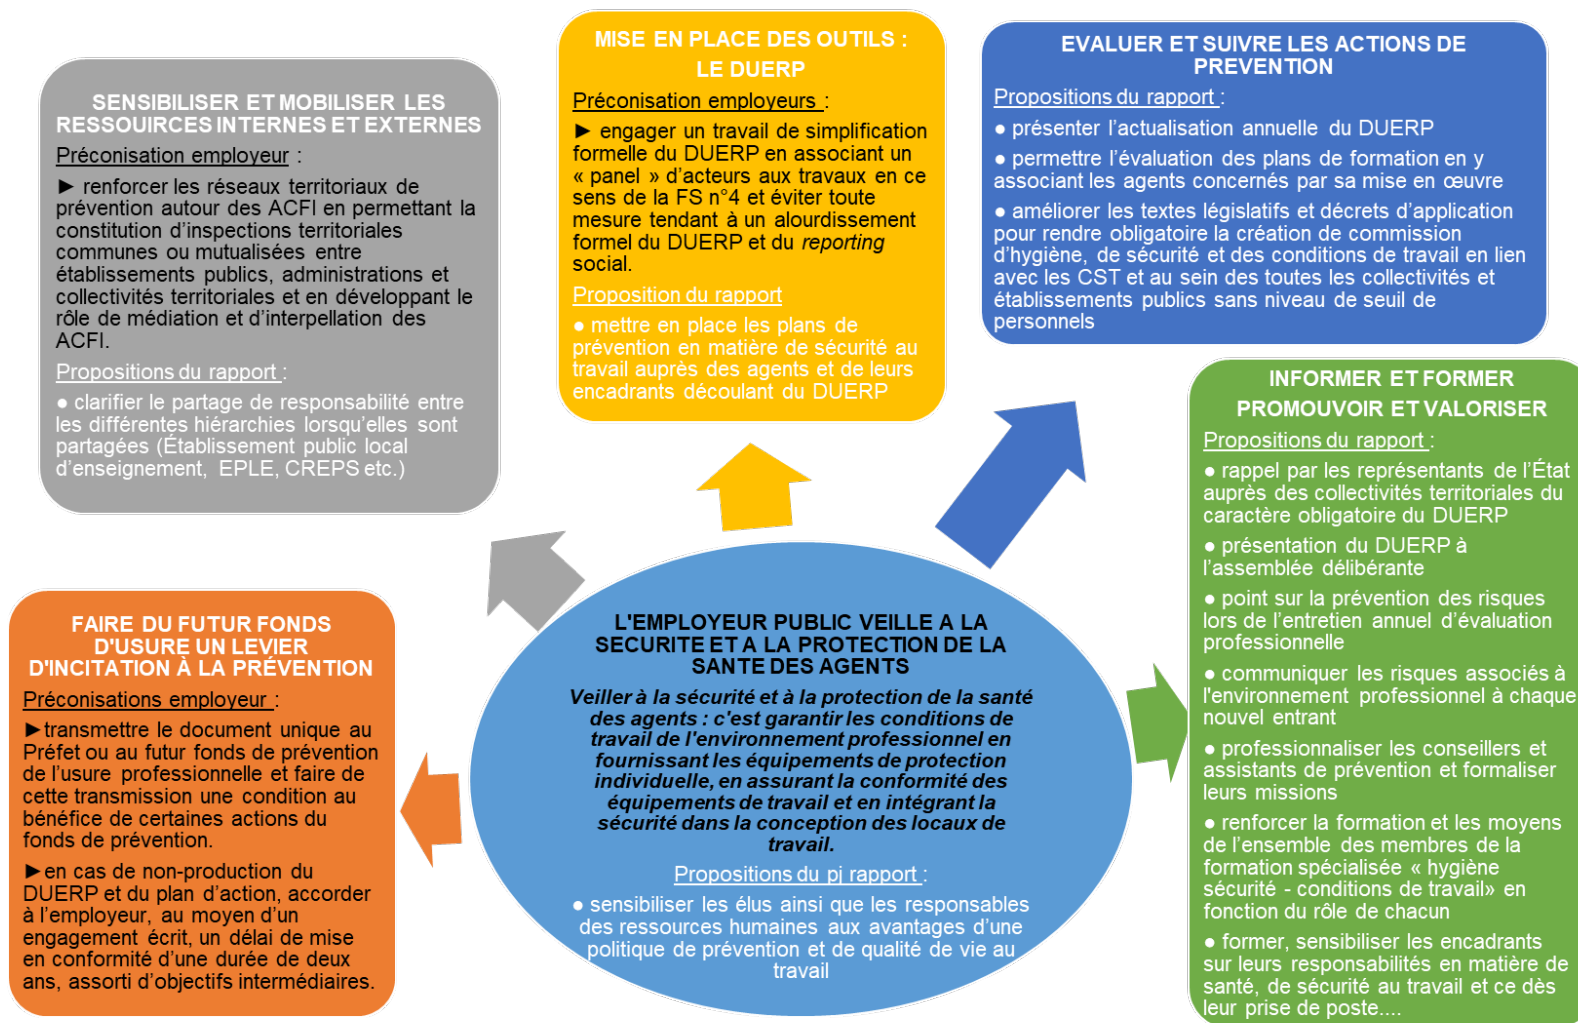 SENSIBILISER ET MOBILISER LES
RESSOUIRCES INTERNES ET EXTERNES
Préconisation employeur :
► renforcer les réseaux territoriaux de
prévention autour des ACFI en permettant la
constitution d'inspections territoriales
communes ou mutualisées entre
établissements publics, administrations et
collectivités territoriales et en développant le
rôle de médiation et d'interpellation des
ACFI.
Propositions du rapport :
● clarifier le partage de responsabilité entre
les différentes hiérarchies lorsqu'elles sont
partagées (Établissement public local
d'enseignement, EPLE, CREPS etc.)
MISE EN PLACE DES OUTILS :
LE DUERP
Préconisation employeurs :
► engager un travail de simplification
formelle du DUERP en associant un
« panel » d'acteurs aux travaux en ce
sens de la FS n°4 et éviter toute
mesure tendant à un alourdissement
formel du DUERP et du reporting
social.
Proposition du rapport
● mettre en place les plans de
prévention en matière de sécurité au
travail auprès des agents et de leurs
encadrants découlant du DUERP
EVALUER ET SUIVRE LES ACTIONS DE
PREVENTION
Propositions du rapport :
● présenter l'actualisation annuelle du DUERP
● permettre l'évaluation des plans de formation en y
associant les agents concernés par sa mise en œuvre
● améliorer les textes législatifs et décrets d'application
pour rendre obligatoire la création de commission
d'hygiène, de sécurité et des conditions de travail en lien
avec les CST et au sein des toutes les collectivités et
établissements publics sans niveau de seuil de
personnels
INFORMER ET FORMER
PROMOUVOIR ET VALORISER
Propositions du rapport :
● rappel par les représentants de l'État
auprès des collectivités territoriales du
caractère obligatoire du DUERP
● présentation du DUERP à
l'assemblée délibérante
● point sur la prévention des risques
lors de l'entretien annuel d'évaluation
professionnelle
● communiquer les risques associés à
l'environnement professionnel à chaque
nouvel entrant
● professionnaliser les conseillers et
assistants de prévention et formaliser
leurs missions
● renforcer la formation et les moyens
de l'ensemble des membres de la
formation spécialisée « hygiène
sécurité - conditions de travail» en
fonction du rôle de chacun
● former, sensibiliser les encadrants
sur leurs responsabilités en matière de
santé, de sécurité au travail et ce dès
leur prise de poste....
FAIRE DU FUTUR FONDS
D'USURE UN LEVIER
D'INCITATION À LA PRÉVENTION
Préconisations employeur :
►transmettre le document unique au
Préfet ou au futur fonds de prévention
de l'usure professionnelle et faire de
cette transmission une condition au
bénéfice de certaines actions du
fonds de prévention.
►en cas de non-production du
DUERP et du plan d'action, accorder
à l'employeur, au moyen d'un
engagement écrit, un délai de mise
en conformité d'une durée de deux
ans, assorti d'objectifs intermédiaires.
L'EMPLOYEUR PUBLIC VEILLE A LA
SECURITE ET A LA PROTECTION DE LA
SANTE DES AGENTS
Veiller à la sécurité et à la protection de la santé
des agents : c'est garantir les conditions de
travail de l'environnement professionnel en
fournissant les équipements de protection
individuelle, en assurant la conformité des
équipements de travail et en intégrant la
sécurité dans la conception des locaux de
travail.
Propositions du pj rapport :
● sensibiliser les élus ainsi que les responsables
des ressources humaines aux avantages d'une
politique de prévention et de qualité de vie au
travail